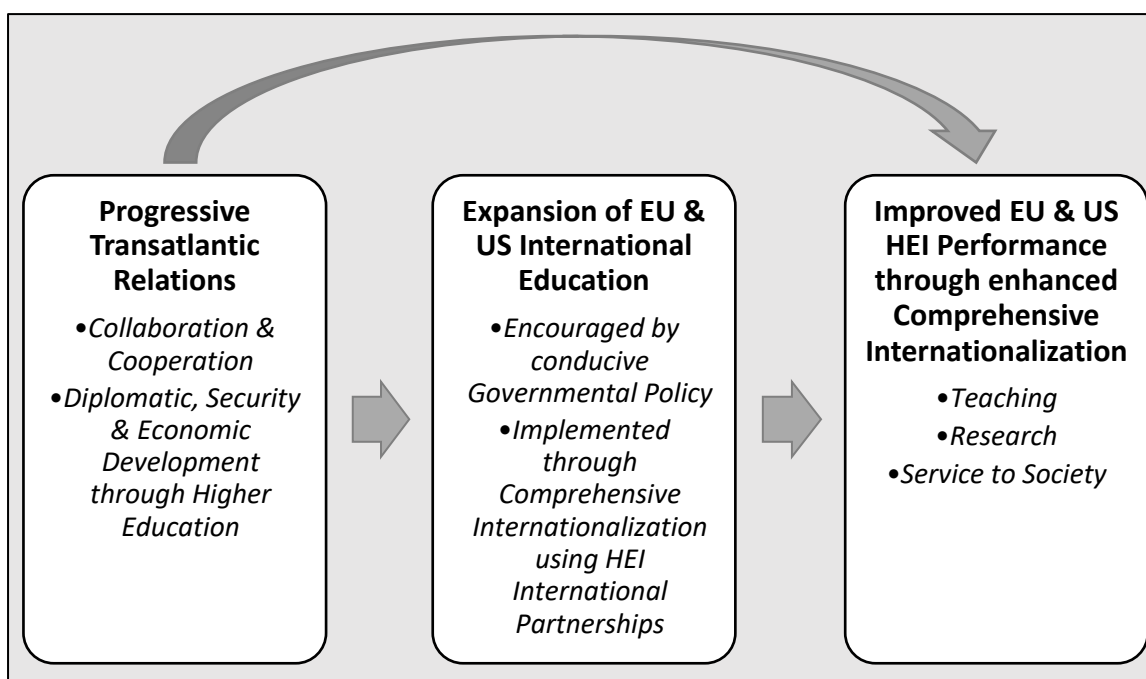 Progressive
Transatlantic
Relations
•Collaboration &
Cooperation
•Diplomatic, Security
& Economic
Development
through Higher
Education
Expansion of EU &
US International
Education
•Encouraged by
conducive
Governmental Policy
•Implemented
through
Comprehensive
Internationalization
using HEI
International
Partnerships
Improved EU & US
HEI Performance
through enhanced
Comprehensive
Internationalization
•Teaching
•Research
•Service to Society